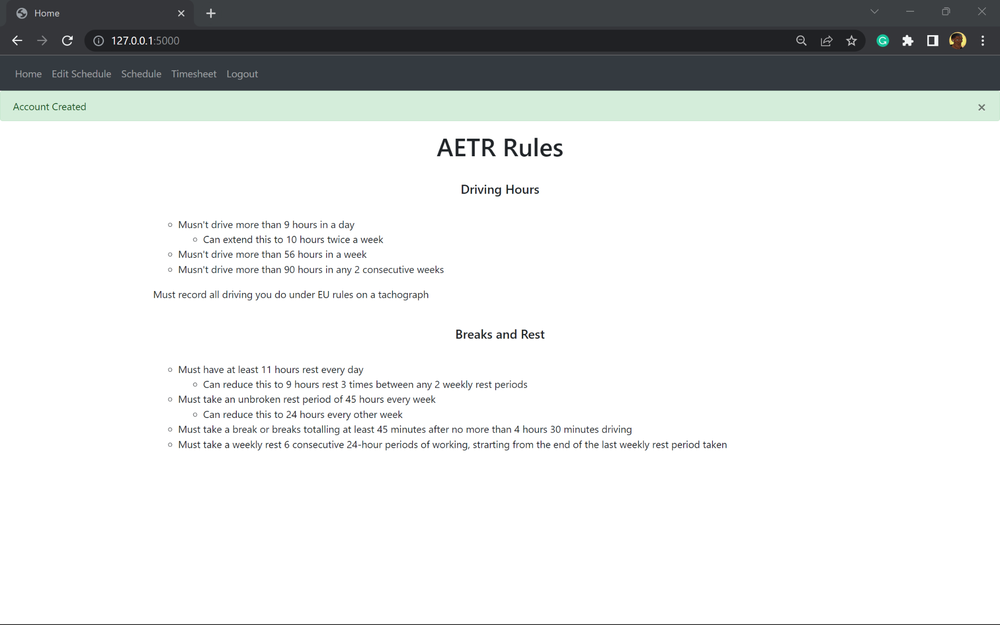 Home
127.0.0.1:5000
Home Edit Schedule Schedule Timesheet Logout
Account Created ×
AETR Rules
Driving Hours
Musn't drive more than 9 hours in a day
Can extend this to 10 hours twice a week
Musn't drive more than 56 hours in a week
Musn't drive more than 90 hours in any 2 consecutive weeks
Must record all driving you do under EU rules on a tachograph
Breaks and Rest
Must have at least 11 hours rest every day
Can reduce this to 9 hours rest 3 times between any 2 weekly rest periods
Must take an unbroken rest period of 45 hours every week
Can reduce this to 24 hours every other week
Must take a break or breaks totalling at least 45 minutes after no more than 4 hours 30 minutes driving
Must take a weekly rest 6 consecutive 24-hour periods of working, strarting from the end of the last weekly rest period taken